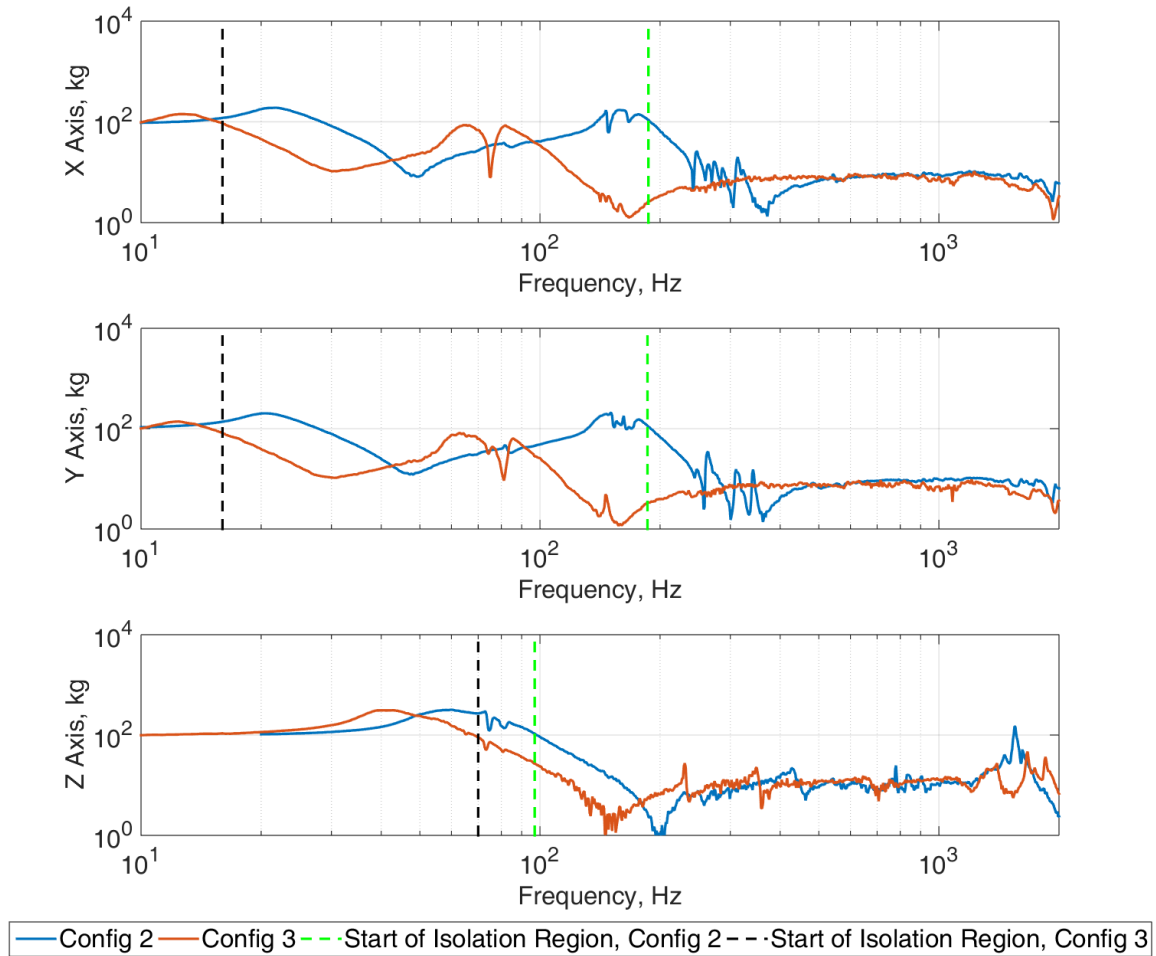 10^4
10^2
10^0
X Axis, kg
10^1 10^2 10^3
Frequency, Hz
10^4
10^2
10^0
Y Axis, kg
10^1 10^2 10^3
Frequency, Hz
10^4
10^2
10^0
Z Axis, kg
10^1 10^2 10^3
Frequency, Hz
Config 2 Config 3 Start of Isolation Region, Config 2 Start of Isolation Region, Config 3